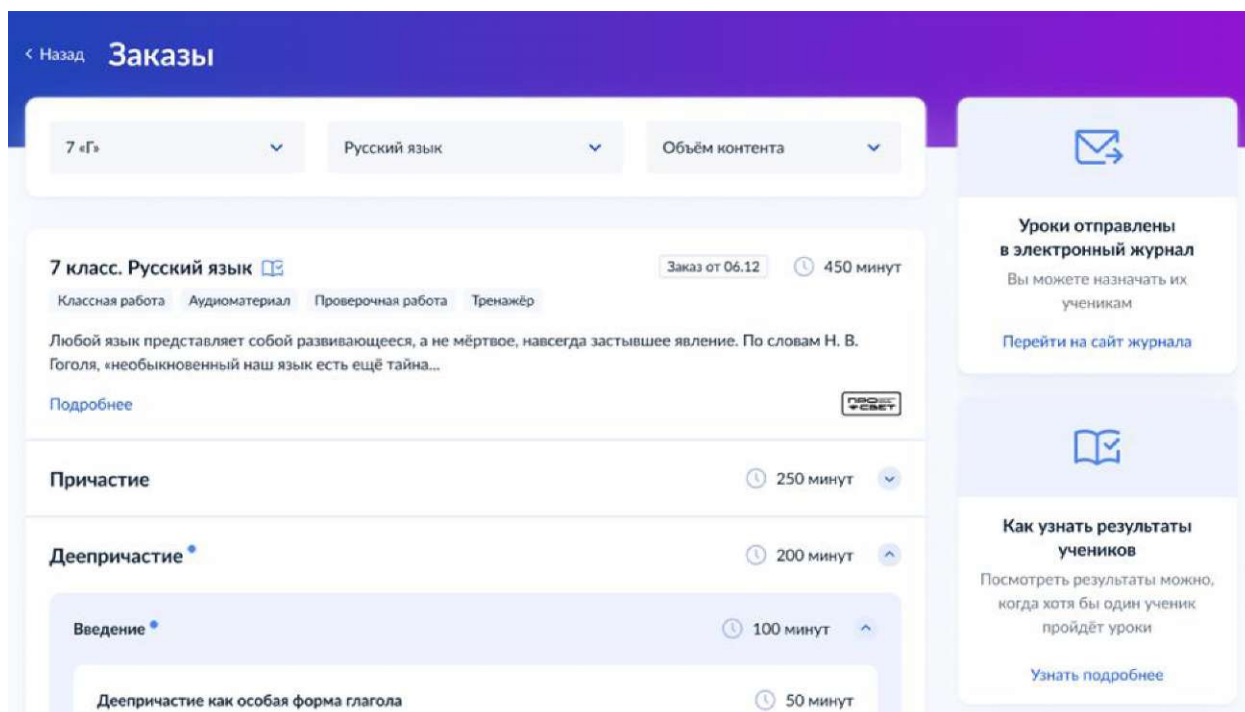 < Назад Заказы
7 «Г» Русский язык Объём контента
7 класс. Русский язык Заказ от 06.12 450 минут
Классная работа Аудиоматериал Проверочная работа Тренажёр
Любой язык представляет собой развивающееся, а не мёртвое, навсегда застывшее явление. По словам Н. В.
Гоголя, «необыкновенный наш язык есть ещё тайна...
Подробнее ПРОСВЕТ
Причастие 250 минут
Деепричастие 200 минут
Введение 100 минут
Деепричастие как особая форма глагола 50 минут
Уроки отправлены
в электронный журнал
Вы можете назначать их
ученикам
Перейти на сайт журнала
Как узнать результаты
учеников
Посмотреть результаты можно,
когда хотя бы один ученик
пройдёт уроки
Узнать подробнее